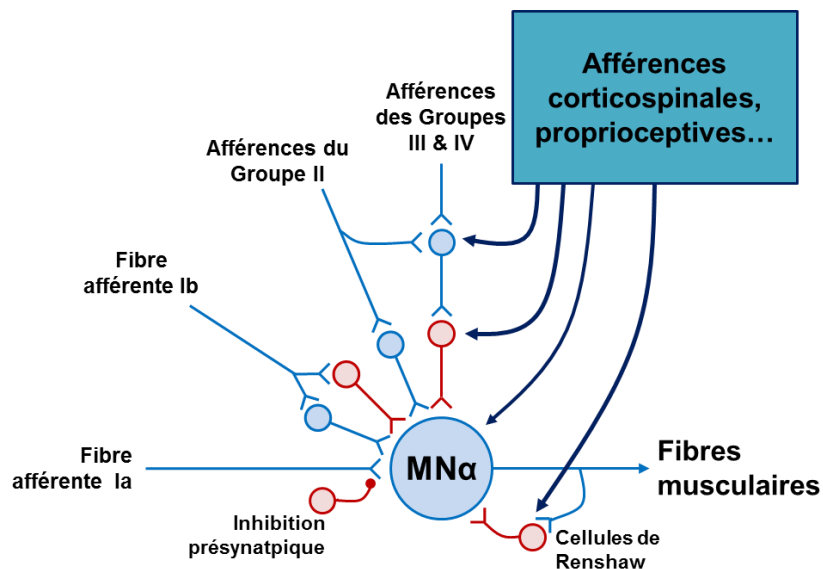 Afférences
corticospinales,
proprioceptives…
Afférences
des Groupes
III & IV
Afférences du
Groupe II
Fibre
afférente Ib
Fibre
afférente Ia
MNα
Fibres
musculaires
Inhibition
présynatpique
Cellules de
Renshaw